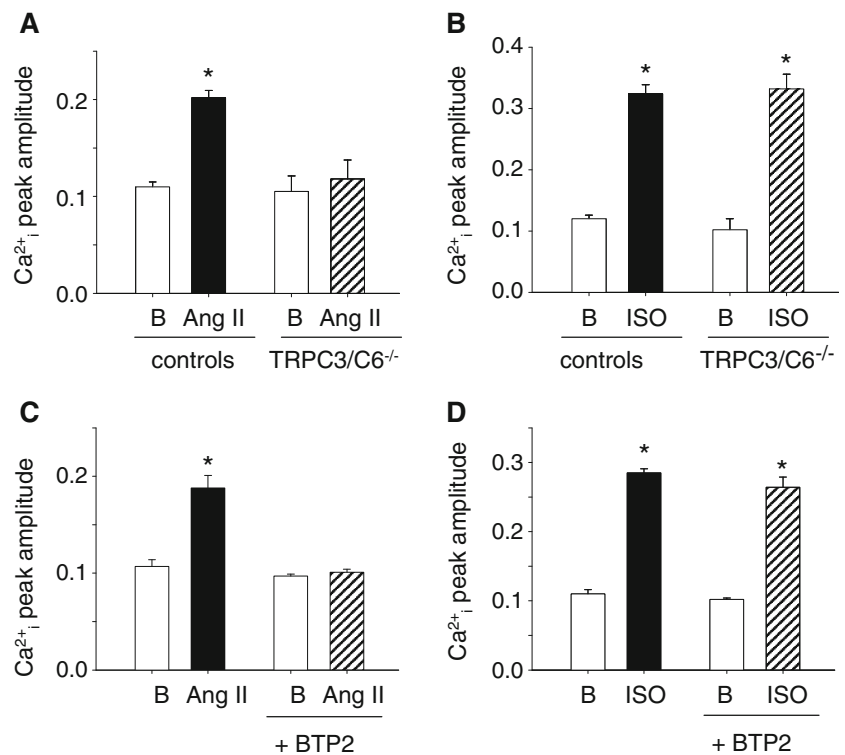 A
Ca²⁺ᵢ peak amplitude
0.2
0.1
0.0
*
B Ang II B Ang II
controls TRPC3/C6⁻/⁻
B
Ca²⁺ᵢ peak amplitude
0.4
0.3
0.2
0.1
0.0
* *
B ISO B ISO
controls TRPC3/C6⁻/⁻
C
Ca²⁺ᵢ peak amplitude
0.2
0.1
0.0
*
B Ang II B Ang II
+ BTP2
D
Ca²⁺ᵢ peak amplitude
0.3
0.2
0.1
0.0
* *
B ISO B ISO
+ BTP2